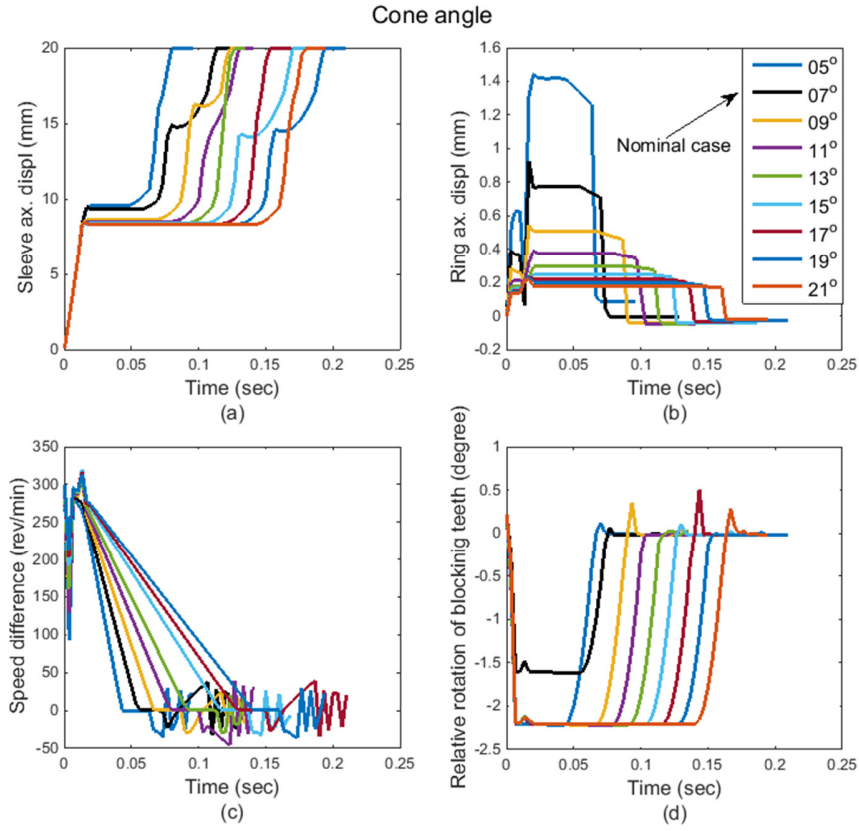 Cone angle
20
15
10
5
0
Sleeve ax. displ (mm)
0 0.05 0.1 0.15 0.2 0.25
Time (sec)
(a)
1.6
1.4
1.2
1
0.8
0.6
0.4
0.2
0
-0.2
Ring ax. displ (mm)
0 0.05 0.1 0.15 0.2 0.25
Time (sec)
(b)
Nominal case
05°
07°
09°
11°
13°
15°
17°
19°
21°
350
300
250
200
150
100
50
0
-50
Speed difference (rev/min)
0 0.05 0.1 0.15 0.2 0.25
Time (sec)
(c)
1
0.5
0
-0.5
-1
-1.5
-2
-2.5
Relative rotation of blockinig teeth (degree)
0 0.05 0.1 0.15 0.2 0.25
Time (sec)
(d)